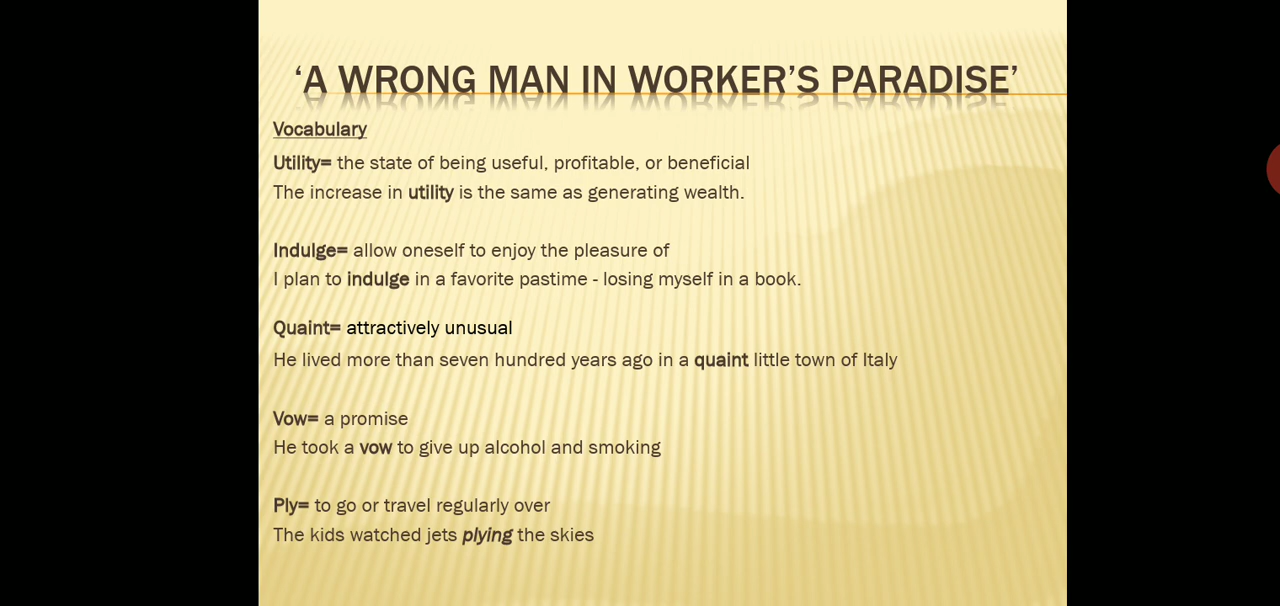 ‘A WRONG MAN IN WORKER’S PARADISE’
Vocabulary
Utility= the state of being useful, profitable, or beneficial
The increase in utility is the same as generating wealth.
Indulge= allow oneself to enjoy the pleasure of
I plan to indulge in a favorite pastime - losing myself in a book.
Quaint= attractively unusual
He lived more than seven hundred years ago in a quaint little town of Italy
Vow= a promise
He took a vow to give up alcohol and smoking
Ply= to go or travel regularly over
The kids watched jets plying the skies